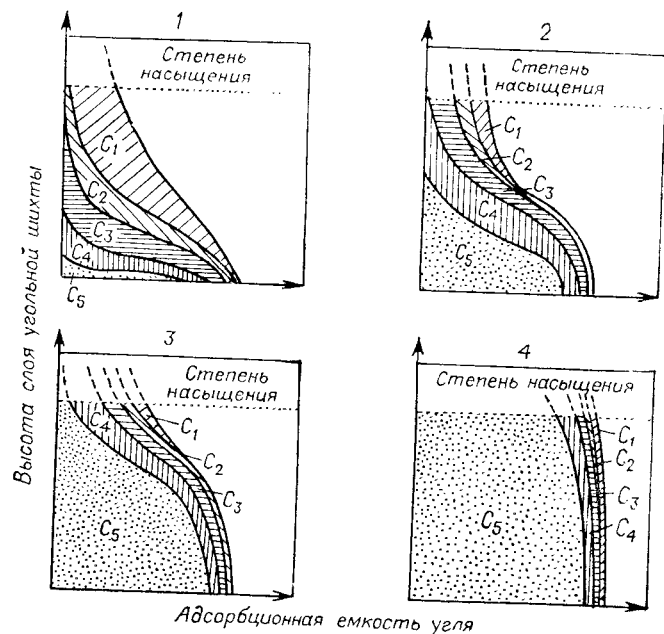 1
Степень
насыщения
C1
C2
C3
C4
C5
2
Степень
насыщения
C1
C2
C3
C4
C5
3
Степень
насыщения
C4
C1
C2
C3
C5
4
Степень насыщения
C1
C2
C3
C4
C5
Высота слоя угольной шихты
Адсорбционная емкость угля